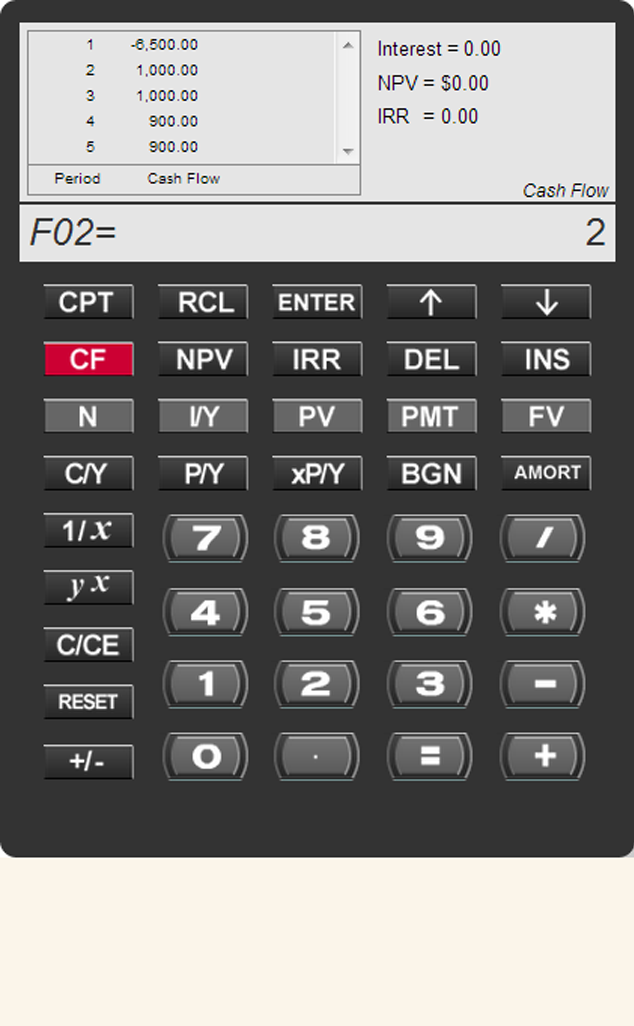 1 -6,500.00
2 1,000.00
3 1,000.00
4 900.00
5 900.00
Period Cash Flow
Interest = 0.00
NPV = $0.00
IRR = 0.00
Cash Flow
F02= 2
CPT RCL ENTER ↑ ↓
CF NPV IRR DEL INS
N I/Y PV PMT FV
C/Y P/Y xP/Y BGN AMORT
1/x 7 8 9 /
y x 4 5 6 *
C/CE 1 2 3 -
RESET
+/- 0 . = +